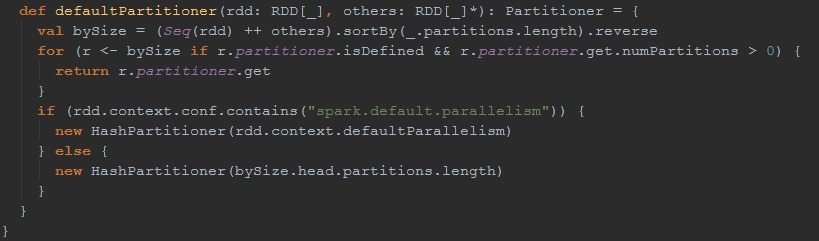 def defaultPartitioner(rdd: RDD[_], others: RDD[_]*): Partitioner = {
val bySize = (Seq(rdd) ++ others).sortBy(_.partitions.length).reverse
for (r <- bySize if r.partitioner.isDefined && r.partitioner.get.numPartitions > 0) {
return r.partitioner.get
}
if (rdd.context.conf.contains("spark.default.parallelism")) {
new HashPartitioner(rdd.context.defaultParallelism)
} else {
new HashPartitioner(bySize.head.partitions.length)
}
}
}